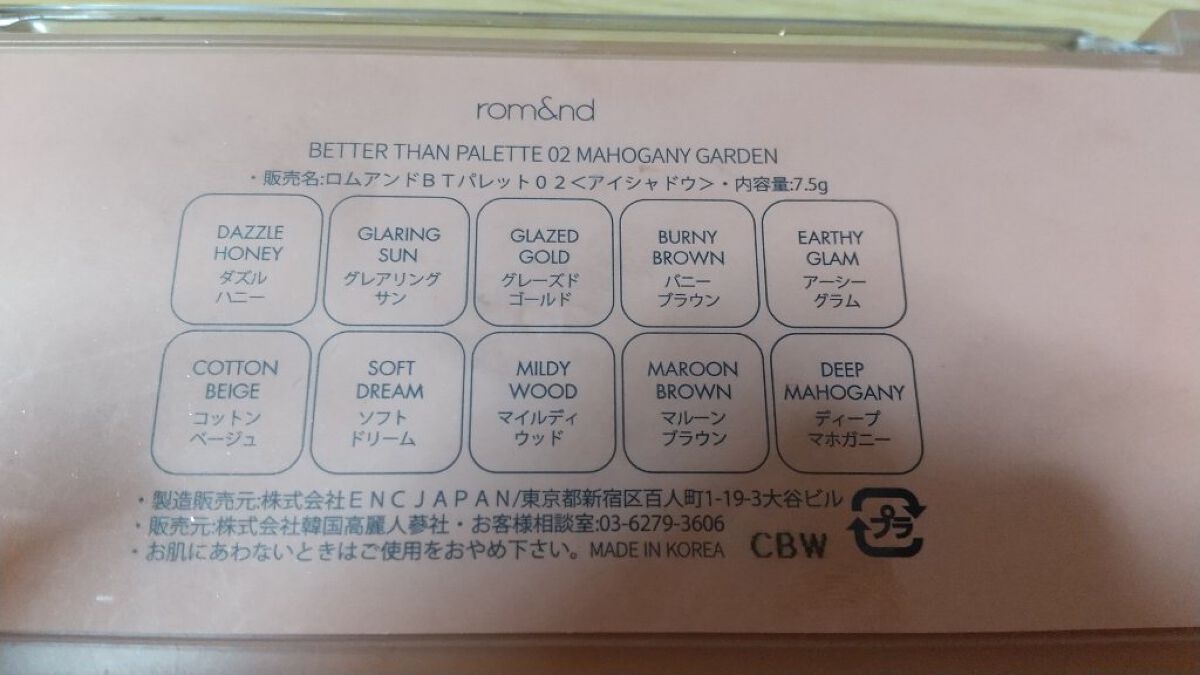 rom&nd
BETTER THAN PALETTE 02 MAHOGANY GARDEN
・販売名:ロムアンドＢＴパレット０２＜アイシャドウ＞・内容量:7.5g
DAZZLE
HONEY
ダズル
ハニー
GLARING
SUN
グレアリング
サン
GLAZED
GOLD
グレーズド
ゴールド
BURNY
BROWN
バニー
ブラウン
EARTHY
GLAM
アーシー
グラム
COTTON
BEIGE
コットン
ベージュ
SOFT
DREAM
ソフト
ドリーム
MILDY
WOOD
マイルディ
ウッド
MAROON
BROWN
マルーン
ブラウン
DEEP
MAHOGANY
ディープ
マホガニー
・製造販売元:株式会社ＥＮＣＪＡＰＡＮ/東京都新宿区百人町1-19-3大谷ビル
・販売元:株式会社韓国高麗人蔘社・お客様相談室:03-6279-3606
・お肌にあわないときはご使用をおやめ下さい。MADE IN KOREA
CBW
プラ